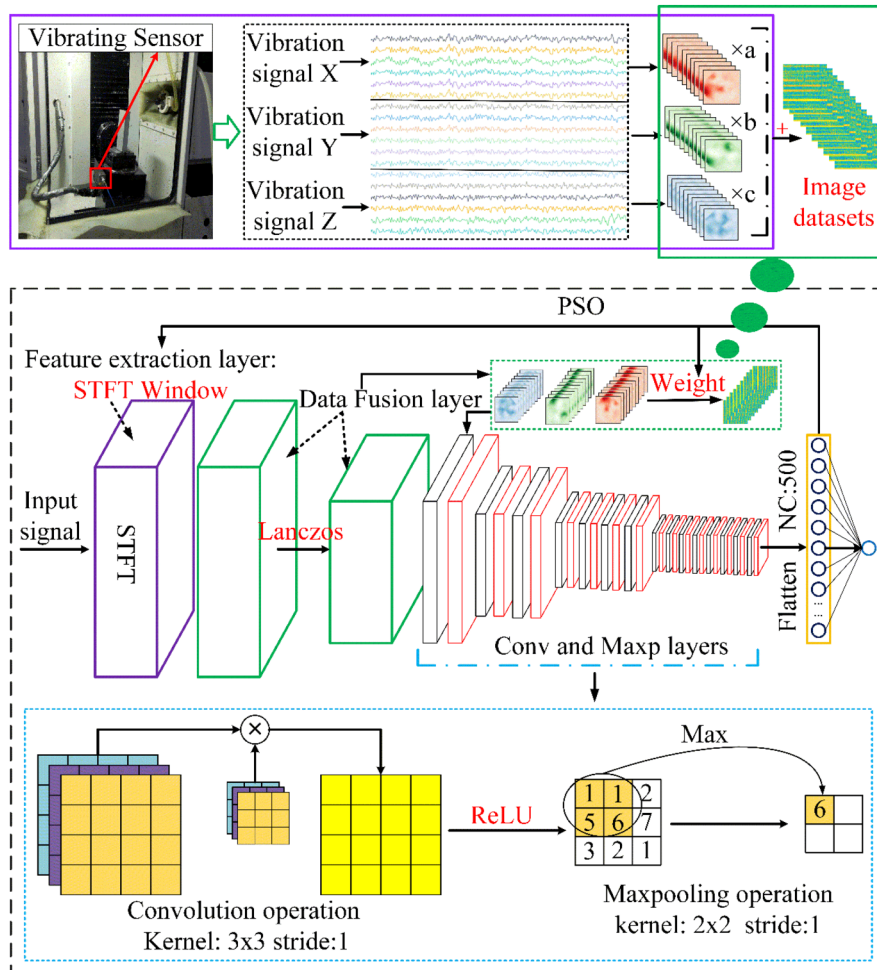 Vibrating Sensor
Vibration
signal X
Vibration
signal Y
Vibration
signal Z
×a
×b
×c
+
Image
datasets
PSO
Feature extraction layer:
STFT Window
Data Fusion layer
Weight
Input
signal
STFT
Lanczos
NC:500
Flatten
Conv and Maxp layers
×
Max
1 1 2
5 6 7
3 2 1
6
ReLU
Convolution operation
Kernel: 3x3 stride:1
Maxpooling operation
kernel: 2x2 stride:1